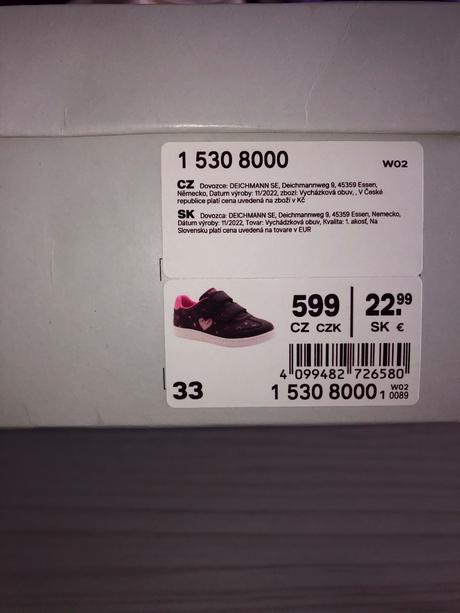 1 530 8000 W02
CZ Dovozce: DEICHMANN SE, Deichmannweg 9, 45359 Essen,
Německo, Datum výroby: 11/2022, zbozi: Vycházková obuv, , V České
republice platí cena uvedená na zboží v Kč
SK Dovozca: DEICHMANN SE, Deichmannweg 9, 45359 Essen, Nemecko,
Dátum výroby: 11/2022, Tovar: Vychádzková obuv, Kvalita: 1. akosť, Na
Slovensku platí cena uvedená na tovare v EUR
599 22.99
CZ CZK SK €
4 099482 726580
33 1 530 8000 1 W02 0089